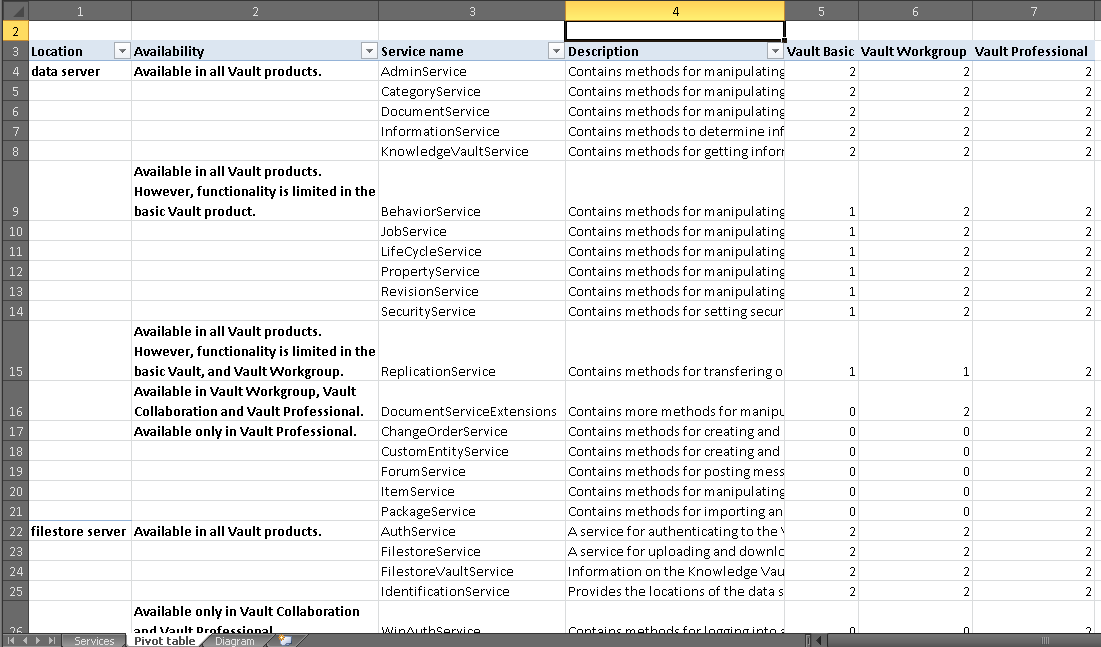 1 2 3 4 5 6 7
2
3 Location Availability Service name Description Vault Basic Vault Workgroup Vault Professional
4 data server Available in all Vault products. AdminService Contains methods for manipulating 2 2 2
5 CategoryService Contains methods for manipulating 2 2 2
6 DocumentService Contains methods for manipulating 2 2 2
7 InformationService Contains methods to determine inf 2 2 2
8 KnowledgeVaultService Contains methods for getting inforr 2 2 2
Available in all Vault products.
However, functionality is limited in the
9 basic Vault product. BehaviorService Contains methods for manipulating 1 2 2
10 JobService Contains methods for manipulating 1 2 2
11 LifeCycleService Contains methods for manipulating 1 2 2
12 PropertyService Contains methods for manipulating 1 2 2
13 RevisionService Contains methods for manipulating 1 2 2
14 SecurityService Contains methods for setting secur 1 2 2
Available in all Vault products.
However, functionality is limited in the
15 basic Vault, and Vault Workgroup. ReplicationService Contains methods for transfering o 1 1 2
Available in Vault Workgroup, Vault
16 Collaboration and Vault Professional. DocumentServiceExtensions Contains more methods for manipu 0 2 2
17 Available only in Vault Professional. ChangeOrderService Contains methods for creating and 0 0 2
18 CustomEntityService Contains methods for creating and 0 0 2
19 ForumService Contains methods for posting mess 0 0 2
20 ItemService Contains methods for manipulating 0 0 2
21 PackageService Contains methods for importing an 0 0 2
22 filestore server Available in all Vault products. AuthService A service for authenticating to the 2 2 2
23 FilestoreService A service for uploading and downlo 2 2 2
24 FilestoreVaultService Information on the Knowledge Vau 2 2 2
25 IdentificationService Provides the locations of the data s 2 2 2
Available only in Vault Collaboration
26 and Vault Professional. WinAuthService Contains methods for logging into 0 0 2
Services Pivot table Diagram